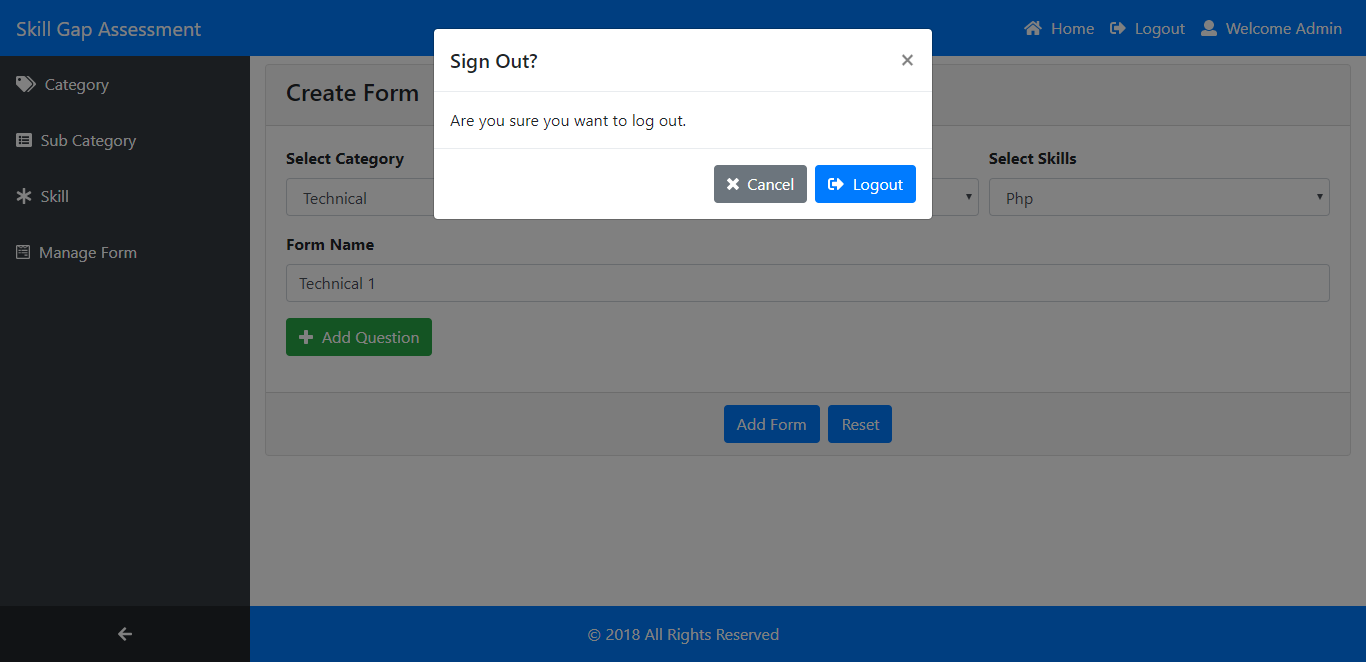 Skill Gap Assessment
Home
Logout
Welcome Admin
Category
Sub Category
Skill
Manage Form
Sign Out?
×
Are you sure you want to log out.
Cancel
Logout
Create Form
Select Category
Select Skills
Technical
Php
Form Name
Technical 1
Add Question
Add Form
Reset
© 2018 All Rights Reserved